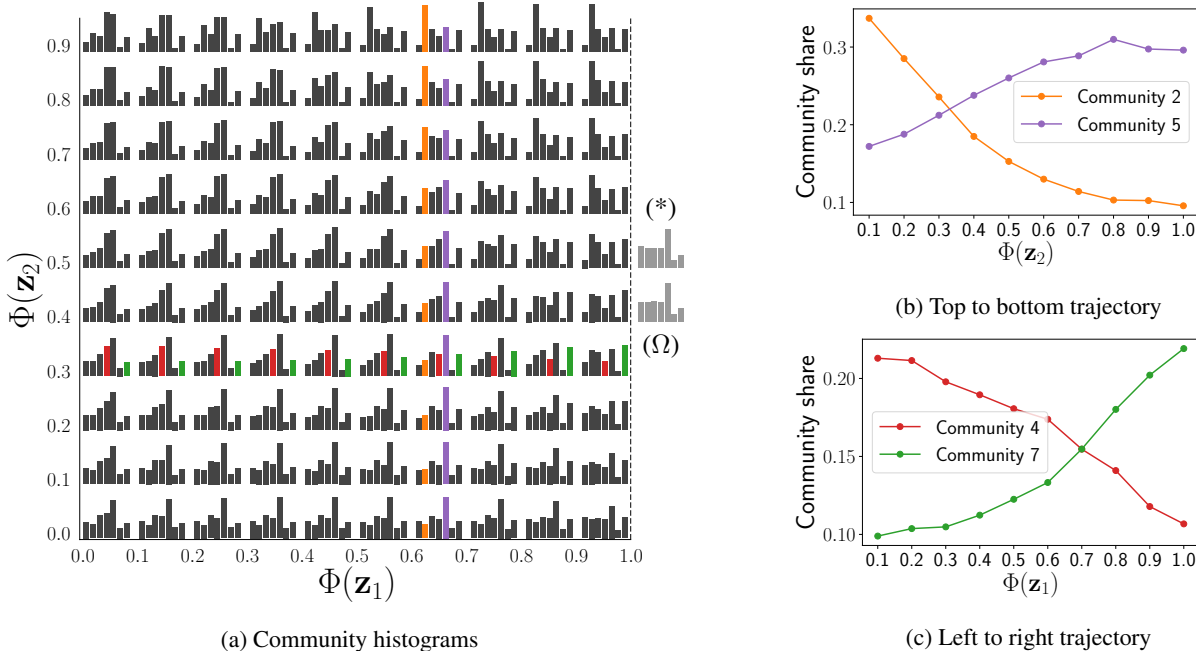 0.9
0.8
0.7
0.6
0.5
0.4
0.3
0.2
0.1
0.0
Φ(z₂)
0.0 0.1 0.2 0.3 0.4 0.5 0.6 0.7 0.8 0.9 1.0
Φ(z₁)
(*)
(Ω)
(a) Community histograms
Community share
0.3
0.2
0.1
Community 2
Community 5
0.1 0.2 0.3 0.4 0.5 0.6 0.7 0.8 0.9 1.0
Φ(z₂)
(b) Top to bottom trajectory
Community share
0.20
0.15
0.10
Community 4
Community 7
0.1 0.2 0.3 0.4 0.5 0.6 0.7 0.8 0.9 1.0
Φ(z₁)
(c) Left to right trajectory